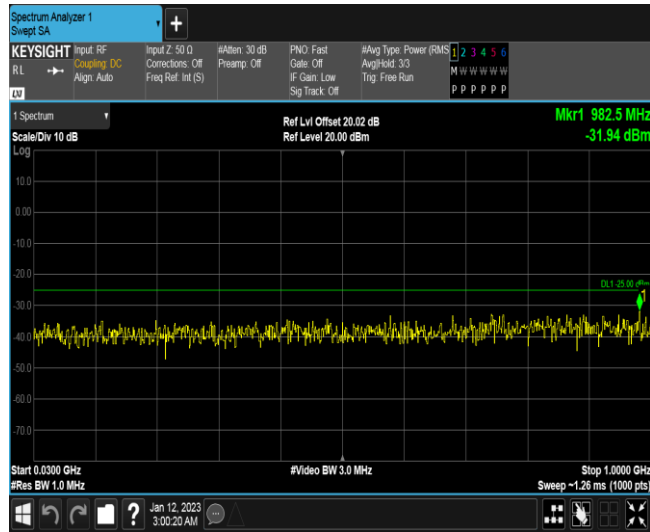 Spectrum Analyzer 1
Swept SA
+
KEYSIGHT
RL
LXI
Input: RF
Coupling: DC
Align: Auto
Input Z: 50 Ω
Corrections: Off
Freq Ref: Int (S)
#Atten: 30 dB
Preamp: Off
PNO: Fast
Gate: Off
IF Gain: Low
Sig Track: Off
#Avg Type: Power (RMS
Avg|Hold: 3/3
Trig: Free Run
1 2 3 4 5 6
M W W W W W
P P P P P P
1 Spectrum
Scale/Div 10 dB
Ref Lvl Offset 20.02 dB
Ref Level 20.00 dBm
Mkr1 982.5 MHz
-31.94 dBm
Log
10.0
0.00
-10.0
-20.0
-30.0
-40.0
-50.0
-60.0
-70.0
DL1 -25.00 dBm
1
Start 0.0300 GHz
#Res BW 1.0 MHz
#Video BW 3.0 MHz
Stop 1.0000 GHz
Sweep ~1.26 ms (1000 pts)
?
Jan 12, 2023
3:00:20 AM